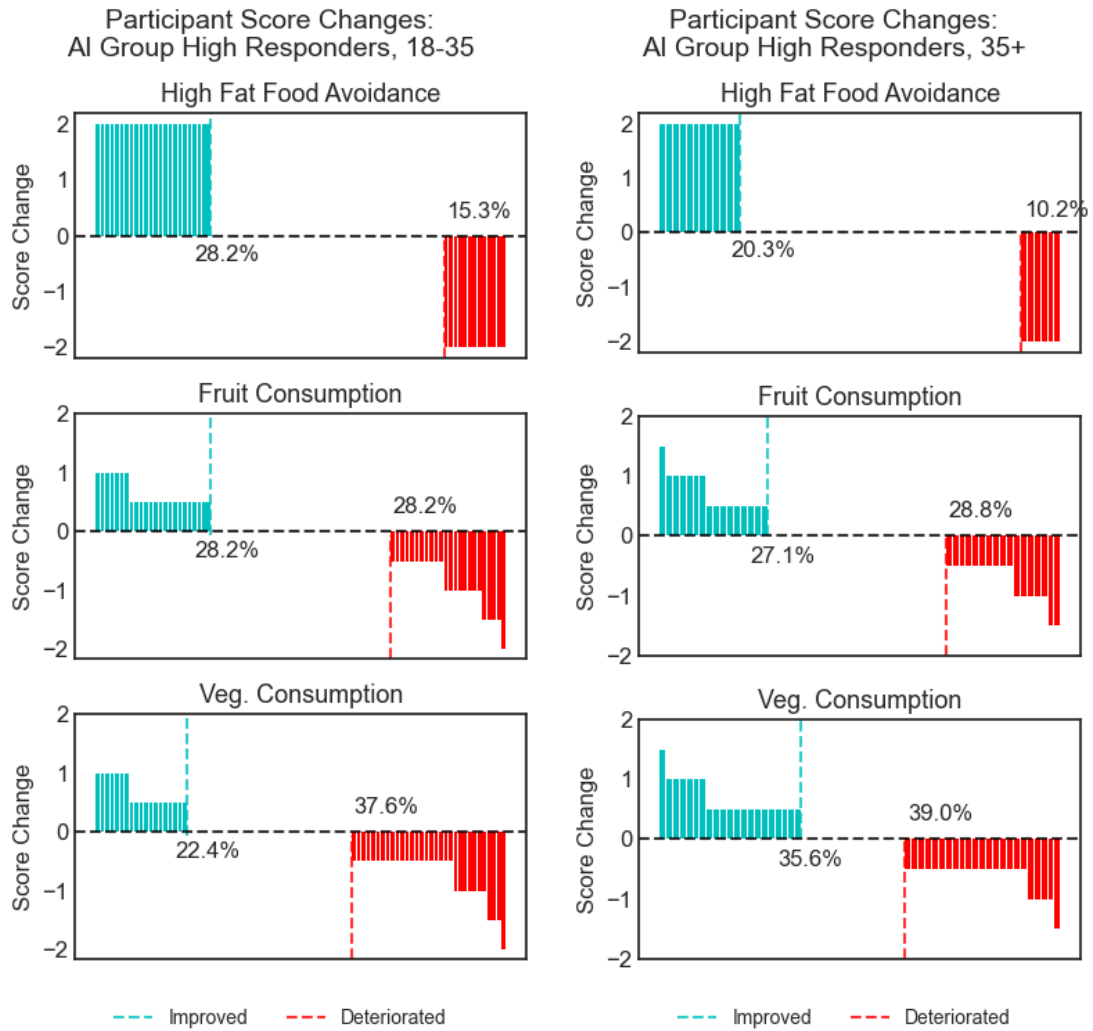 Participant Score Changes:
AI Group High Responders, 18-35
High Fat Food Avoidance
Score Change
2
1
0
−1
−2
28.2%
15.3%
Fruit Consumption
Score Change
2
1
0
−1
−2
28.2%
28.2%
Veg. Consumption
Score Change
2
1
0
−1
−2
22.4%
37.6%
Improved
Deteriorated
Participant Score Changes:
AI Group High Responders, 35+
High Fat Food Avoidance
Score Change
2
1
0
−1
−2
20.3%
10.2%
Fruit Consumption
Score Change
2
1
0
−1
−2
27.1%
28.8%
Veg. Consumption
Score Change
2
1
0
−1
−2
35.6%
39.0%
Improved
Deteriorated